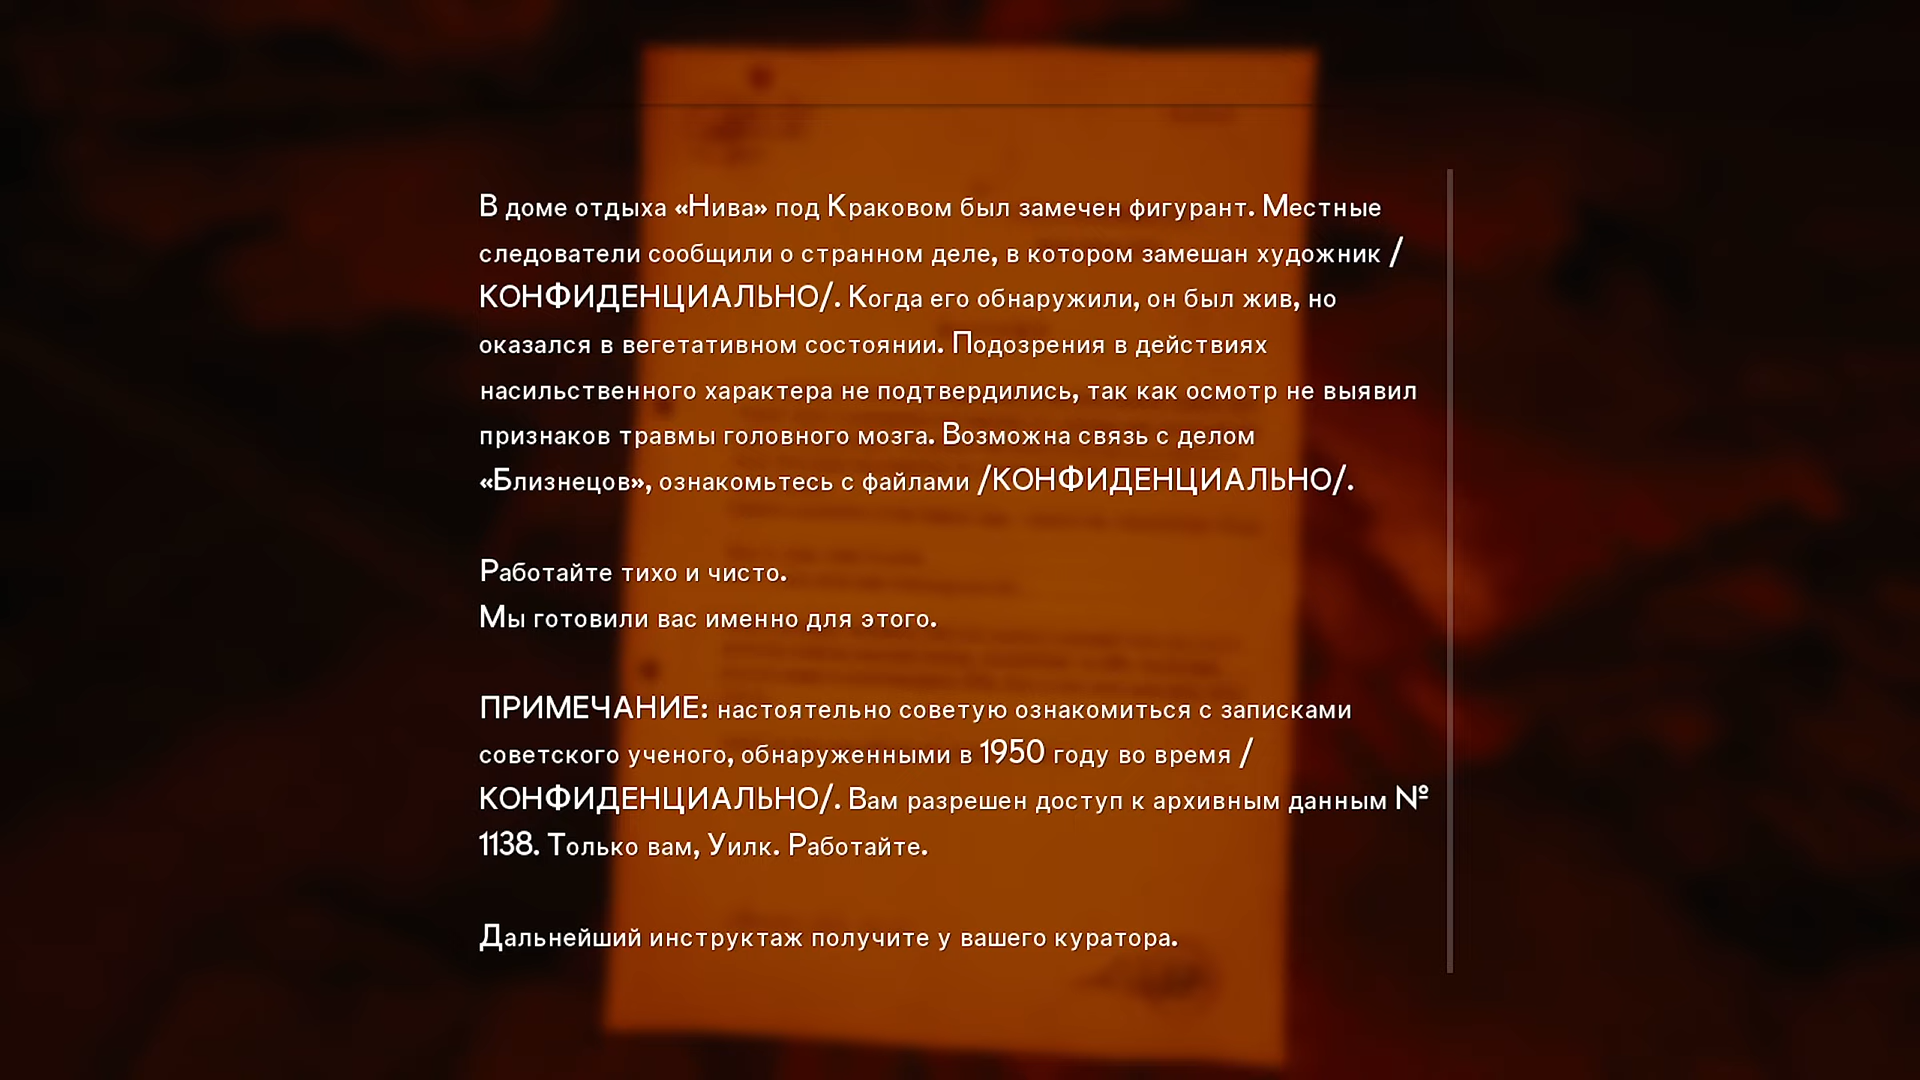 В доме отдыха «Нива» под Краковом был замечен фигурант. Местные
следователи сообщили о странном деле, в котором замешан художник /
КОНФИДЕНЦИАЛЬНО/. Когда его обнаружили, он был жив, но
оказался в вегетативном состоянии. Подозрения в действиях
насильственного характера не подтвердились, так как осмотр не выявил
признаков травмы головного мозга. Возможна связь с делом
«Близнецов», ознакомьтесь с файлами /КОНФИДЕНЦИАЛЬНО/.
Работайте тихо и чисто.
Мы готовили вас именно для этого.
ПРИМЕЧАНИЕ: настоятельно советую ознакомиться с записками
советского ученого, обнаруженными в 1950 году во время /
КОНФИДЕНЦИАЛЬНО/. Вам разрешен доступ к архивным данным №
1138. Только вам, Уилк. Работайте.
Дальнейший инструктаж получите у вашего куратора.